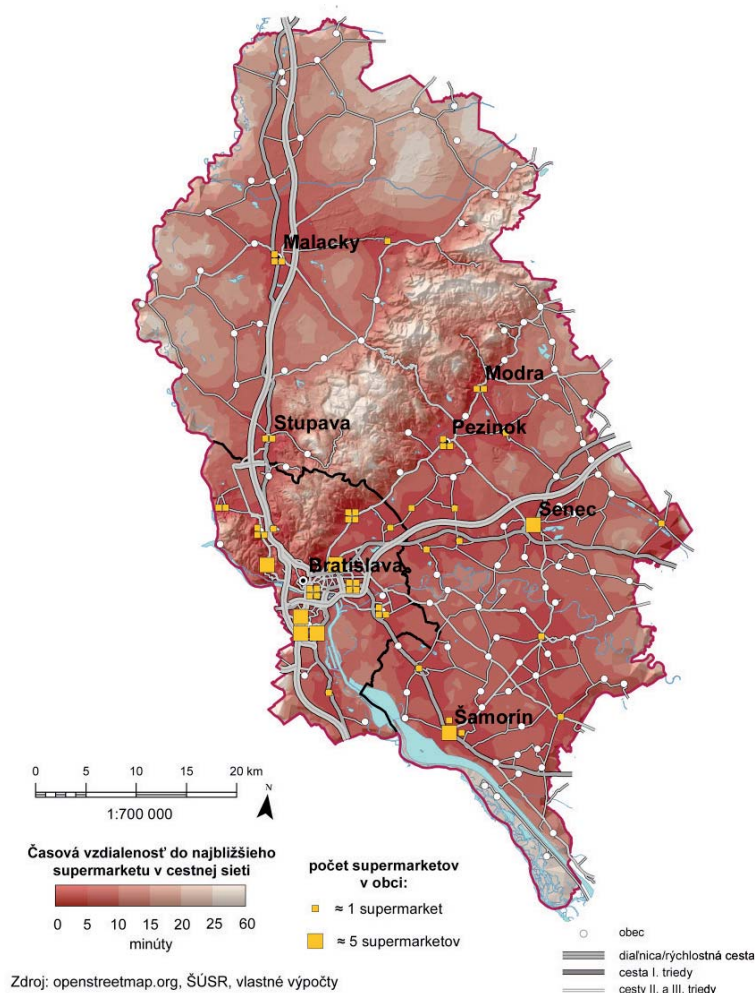 Malacky
Modra
Stupava
Pezinok
Senec
Bratislava
Šamorín
0 5 10 20 km
N
1:700 000
Časová vzdialenosť do najbližšieho
supermarketu v cestnej sieti
0 5 10 15 20 25 60
minúty
počet supermarketov
v obci:
≈ 1 supermarket
≈ 5 supermarketov
obec
diaľnica/rýchlostná cesta
cesta I. triedy
cesty II. a III. triedy
Zdroj: openstreetmap.org, ŠÚSR, vlastné výpočty